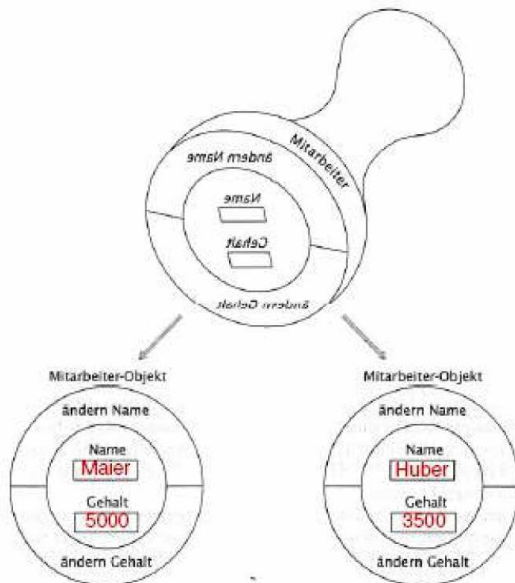 Mitarbeiter
ändern Name
Name
Gehalt
ändern Gehalt
Mitarbeiter-Objekt
ändern Name
Name
Maier
Gehalt
5000
ändern Gehalt
Mitarbeiter-Objekt
ändern Name
Name
Huber
Gehalt
3500
ändern Gehalt